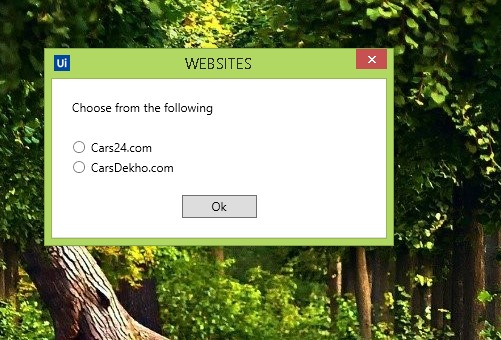 Ui
WEBSITES
Choose from the following
Cars24.com
CarsDekho.com
Ok